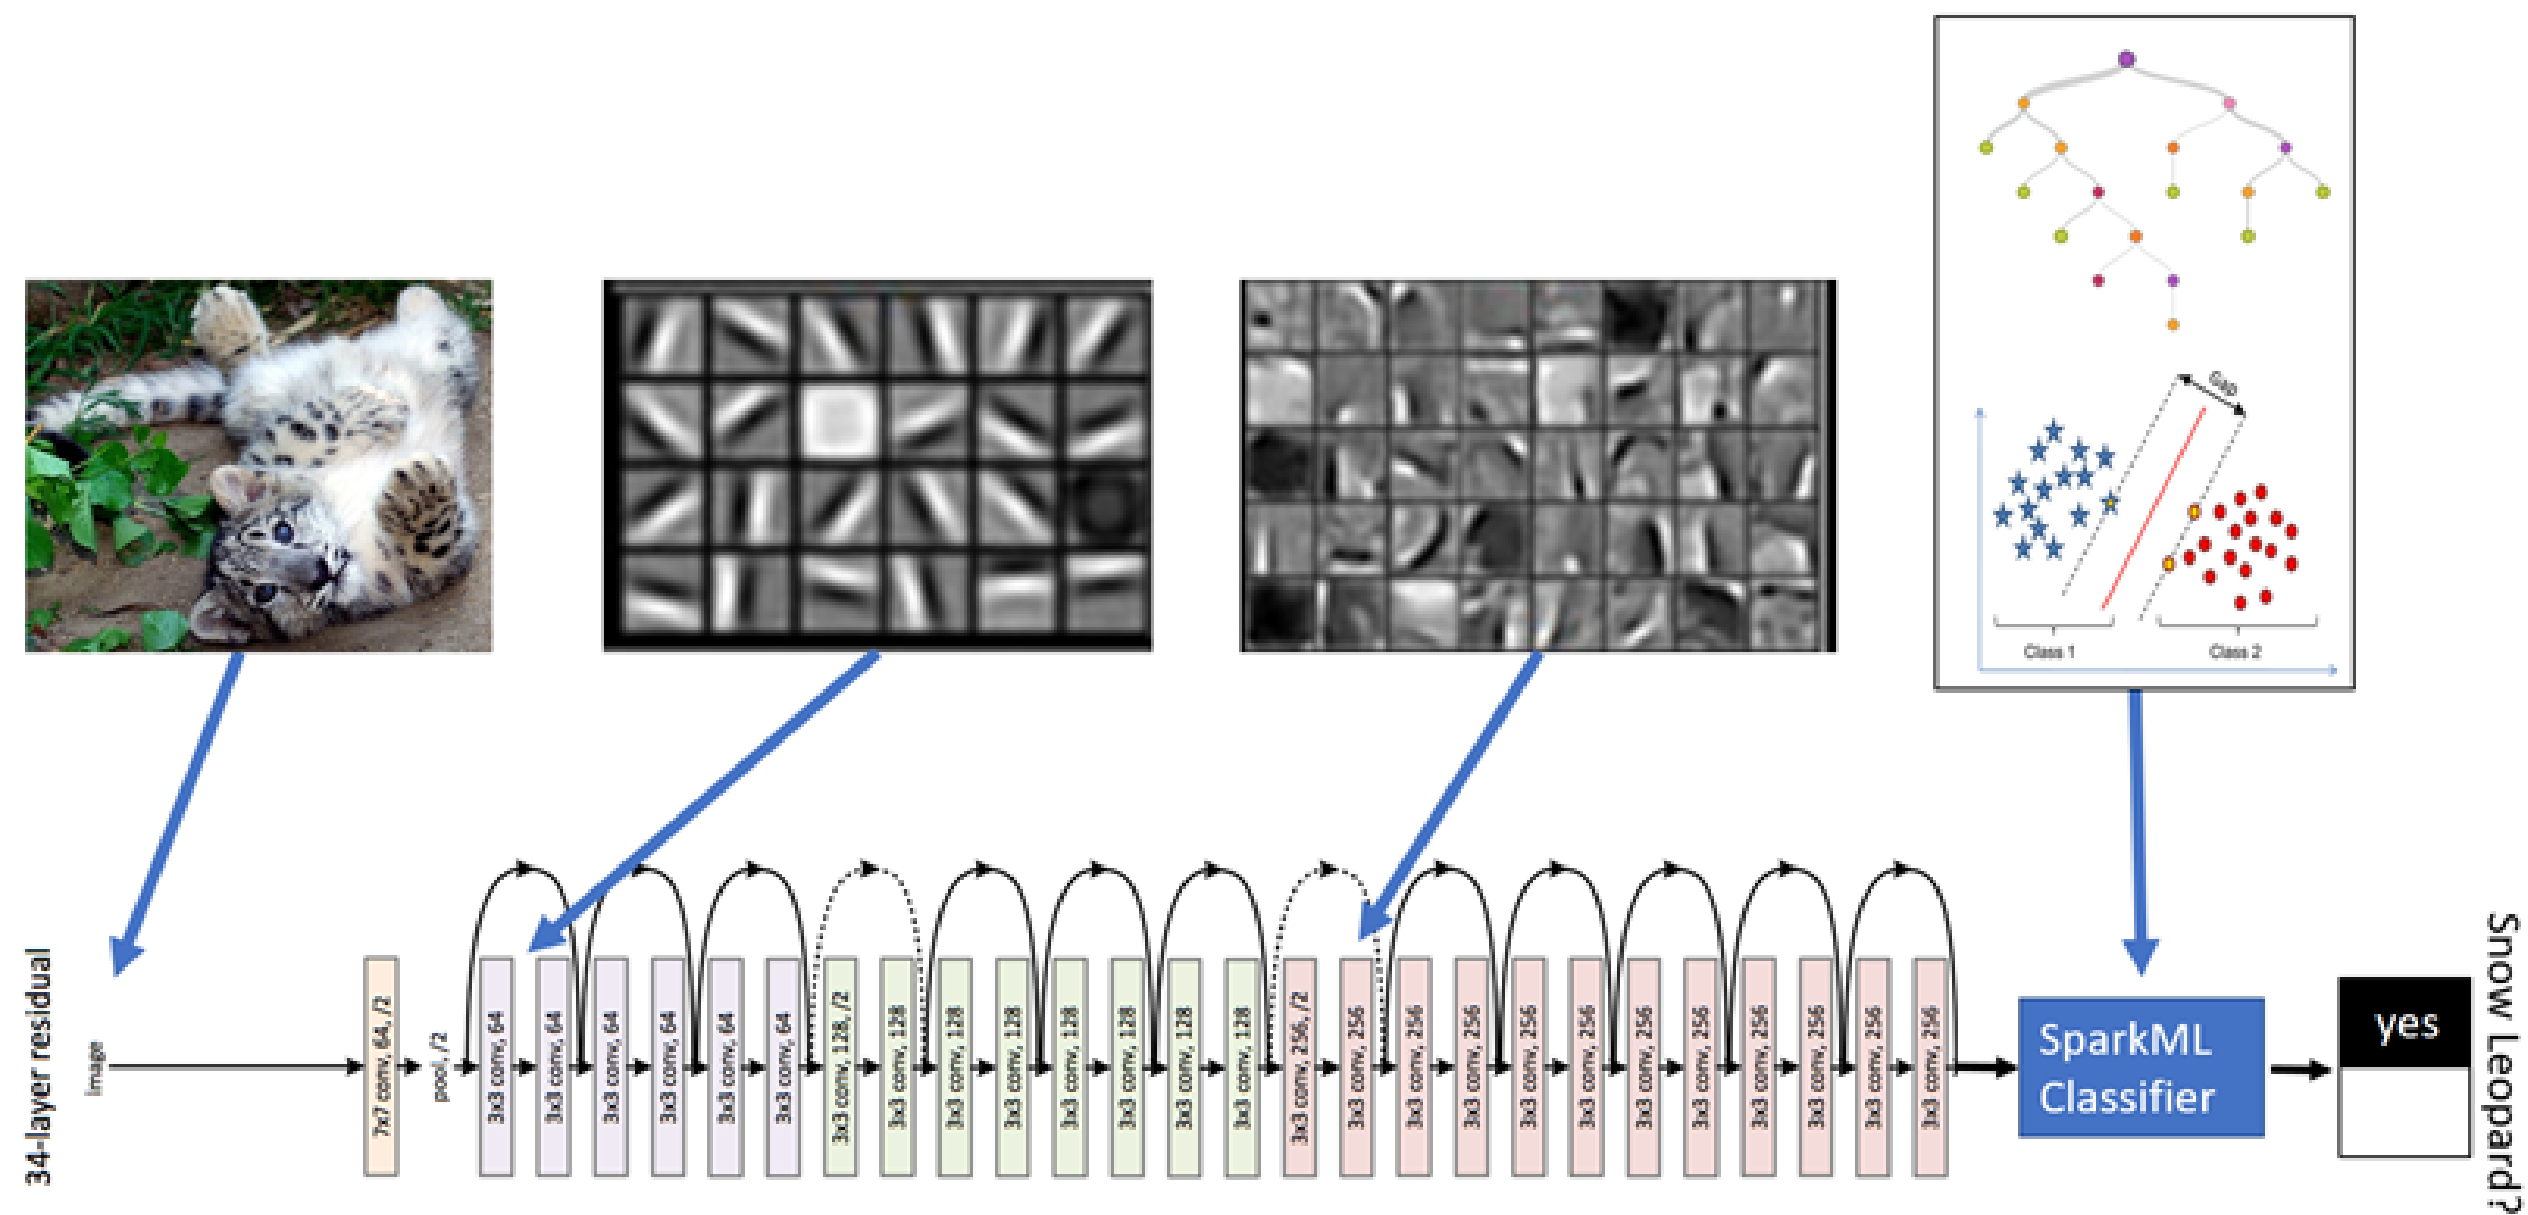 Gap
Class 1
Class 2
34-layer residual
image
7x7 conv, 64, /2
pool, /2
3x3 conv, 64
3x3 conv, 64
3x3 conv, 64
3x3 conv, 64
3x3 conv, 64
3x3 conv, 64
3x3 conv, 128, /2
3x3 conv, 128
3x3 conv, 128
3x3 conv, 128
3x3 conv, 128
3x3 conv, 128
3x3 conv, 128
3x3 conv, 128
3x3 conv, 256, /2
3x3 conv, 256
3x3 conv, 256
3x3 conv, 256
3x3 conv, 256
3x3 conv, 256
3x3 conv, 256
3x3 conv, 256
3x3 conv, 256
3x3 conv, 256
3x3 conv, 256
3x3 conv, 256
SparkML
Classifier
yes
Snow Leopard?